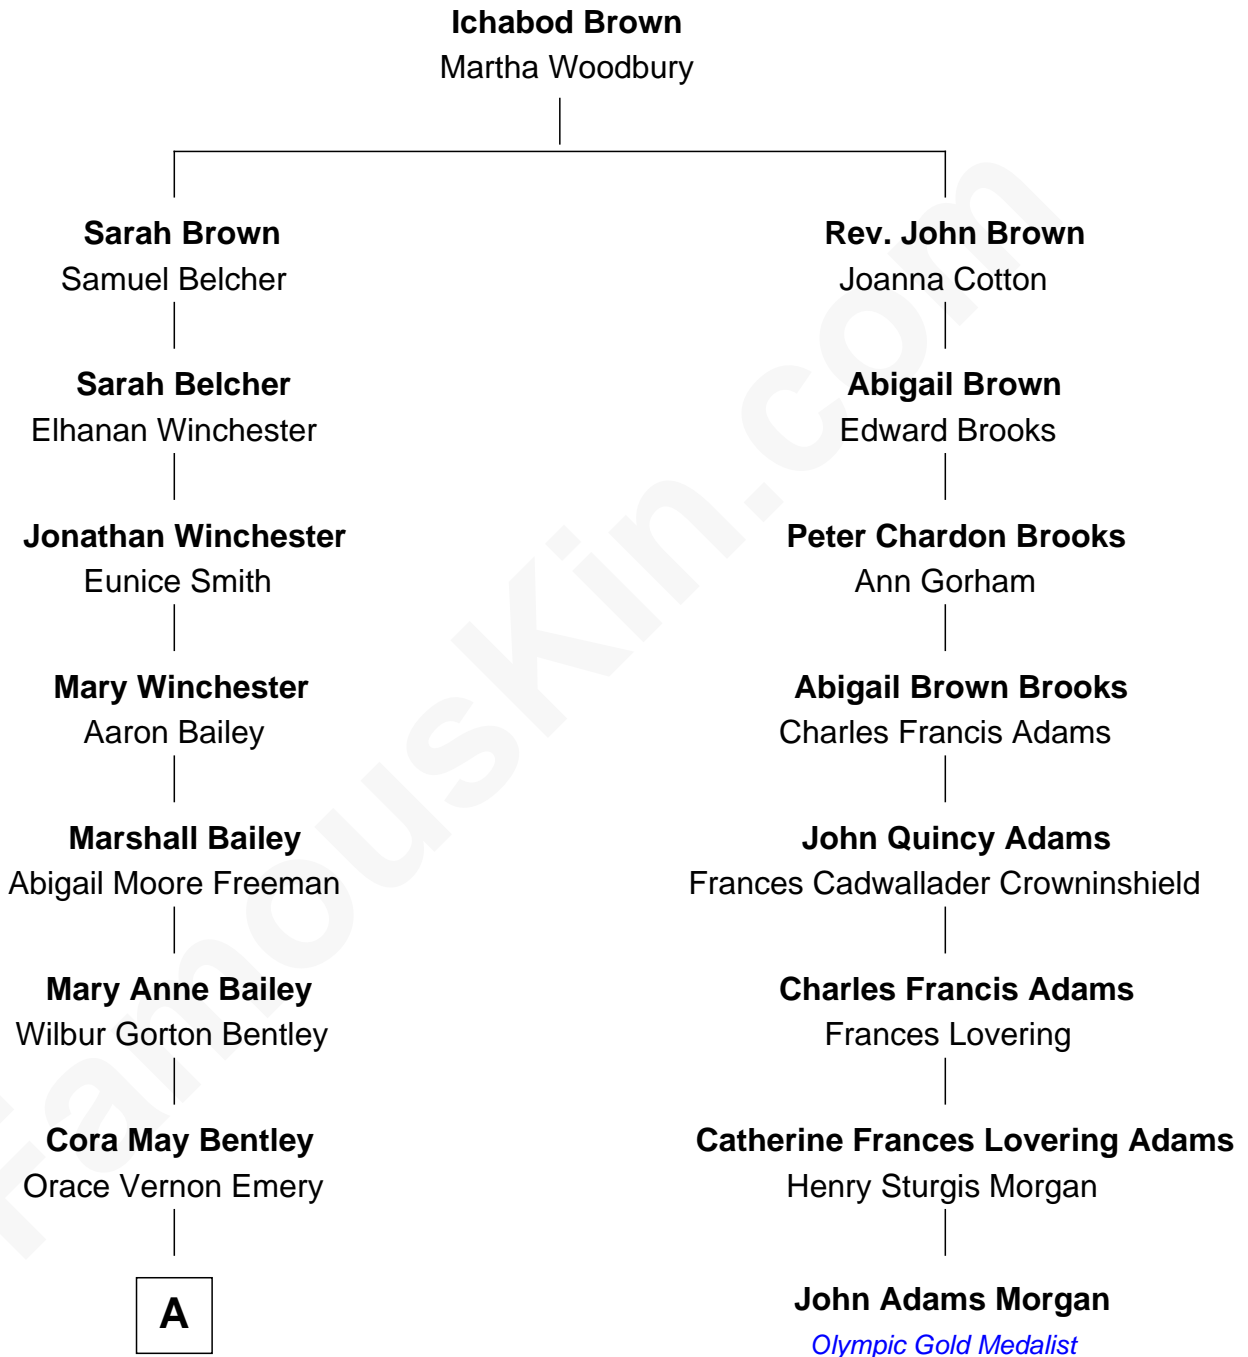 Ichabod Brown
Martha Woodbury
Sarah Brown
Samuel Belcher
Rev. John Brown
Joanna Cotton
Sarah Belcher
Elhanan Winchester
Abigail Brown
Edward Brooks
Jonathan Winchester
Eunice Smith
Peter Chardon Brooks
Ann Gorham
Mary Winchester
Aaron Bailey
Abigail Brown Brooks
Charles Francis Adams
Marshall Bailey
Abigail Moore Freeman
John Quincy Adams
Frances Cadwallader Crowninshield
Mary Anne Bailey
Wilbur Gorton Bentley
Charles Francis Adams
Frances Lovering
Cora May Bentley
Orace Vernon Emery
Catherine Frances Lovering Adams
Henry Sturgis Morgan
A
John Adams Morgan
Olympic Gold Medalist
FamousKin.com